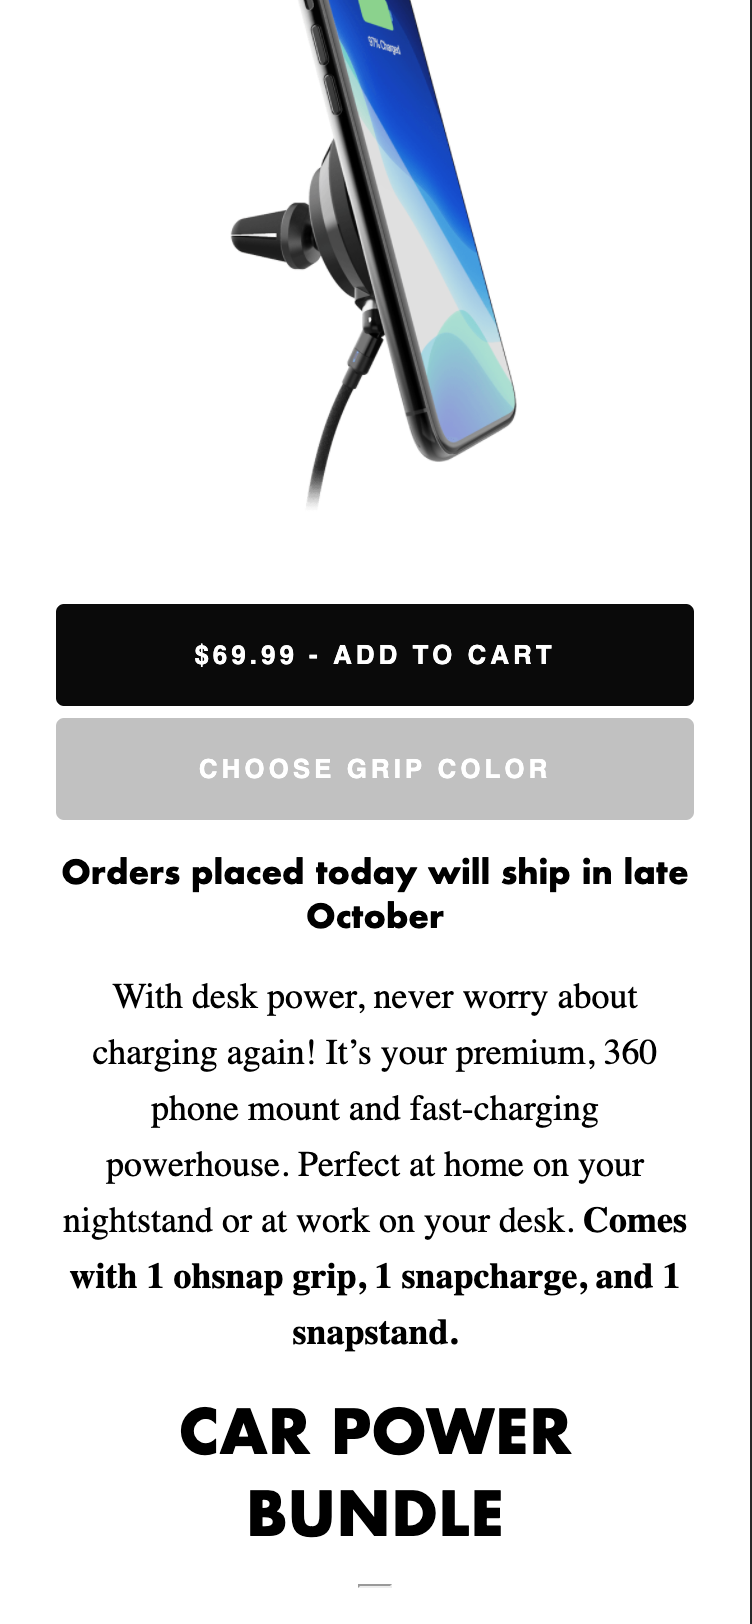 97% Charged
$69.99 - ADD TO CART
CHOOSE GRIP COLOR
Orders placed today will ship in late
October
With desk power, never worry about
charging again! It’s your premium, 360
phone mount and fast-charging
powerhouse. Perfect at home on your
nightstand or at work on your desk. Comes
with 1 ohsnap grip, 1 snapcharge, and 1
snapstand.
CAR POWER
BUNDLE